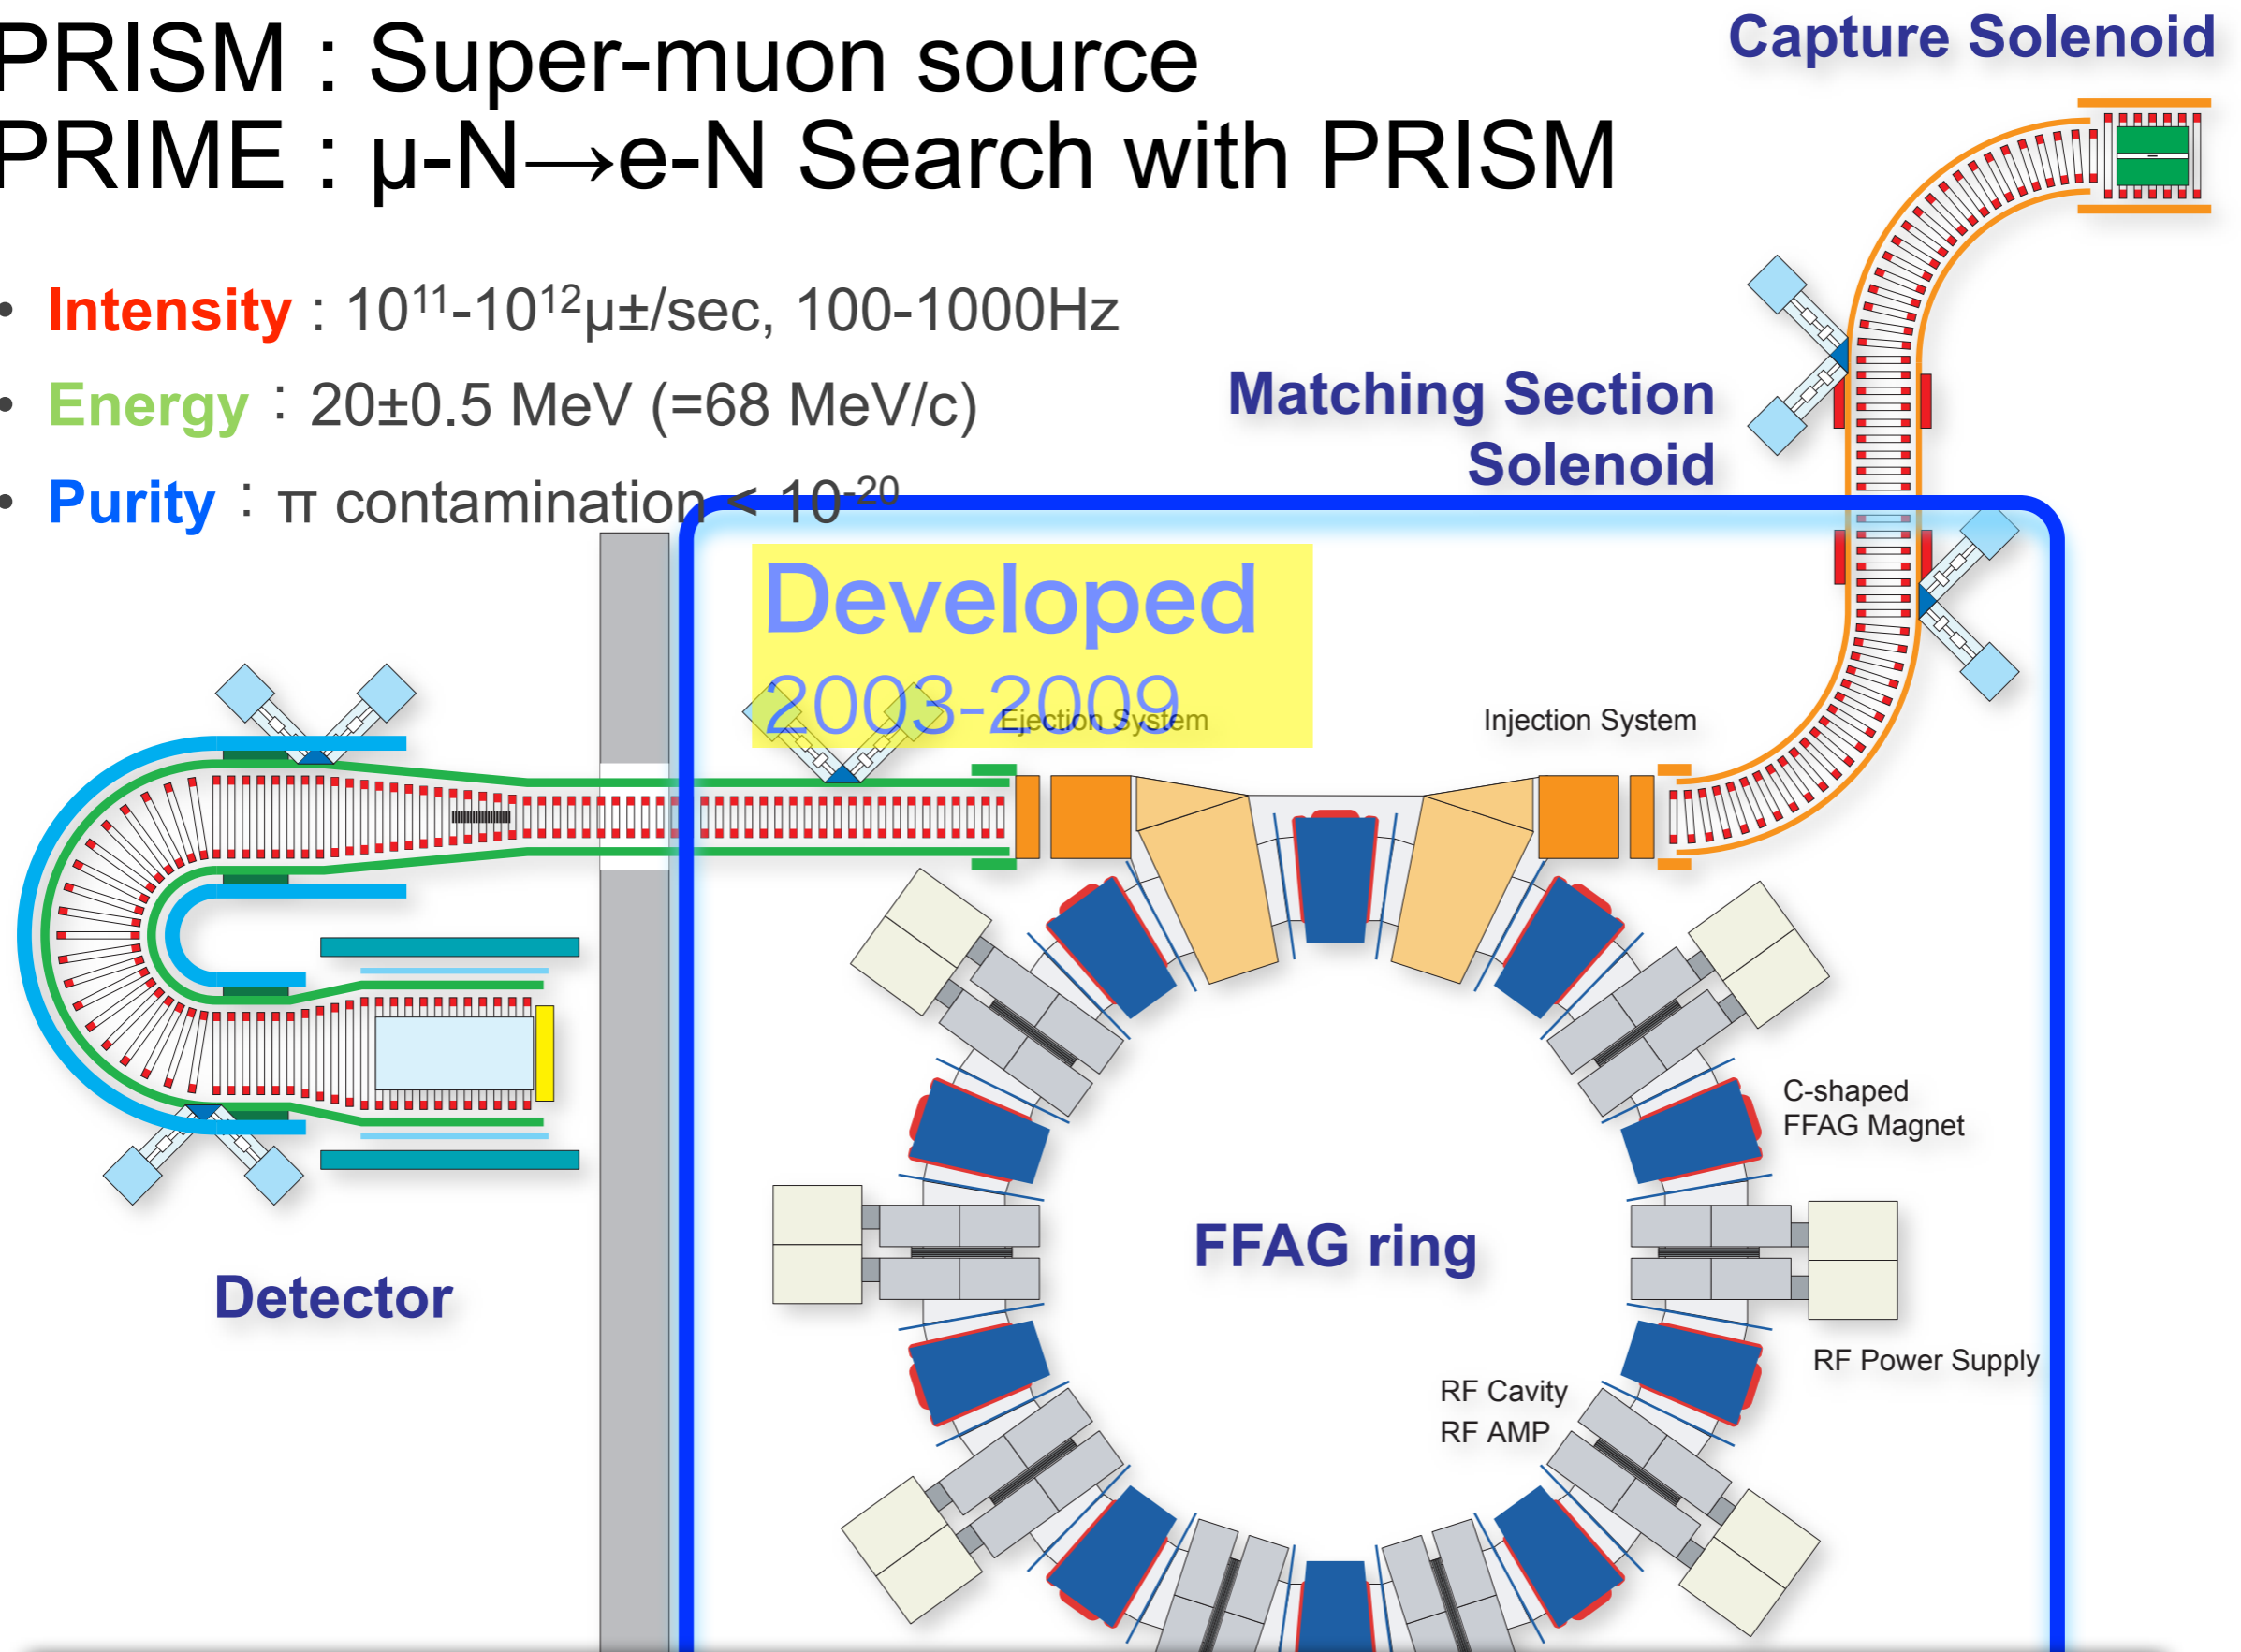 PRISM : Super-muon source
PRIME : μ-N→e-N Search with PRISM
Capture Solenoid
• Intensity : 10¹¹-10¹²μ±/sec, 100-1000Hz
• Energy : 20±0.5 MeV (=68 MeV/c)
• Purity : π contamination < 10⁻²⁰
Matching Section
Solenoid
Developed
2003-2009
Ejection System
Injection System
C-shaped
FFAG Magnet
FFAG ring
Detector
RF Power Supply
RF Cavity
RF AMP